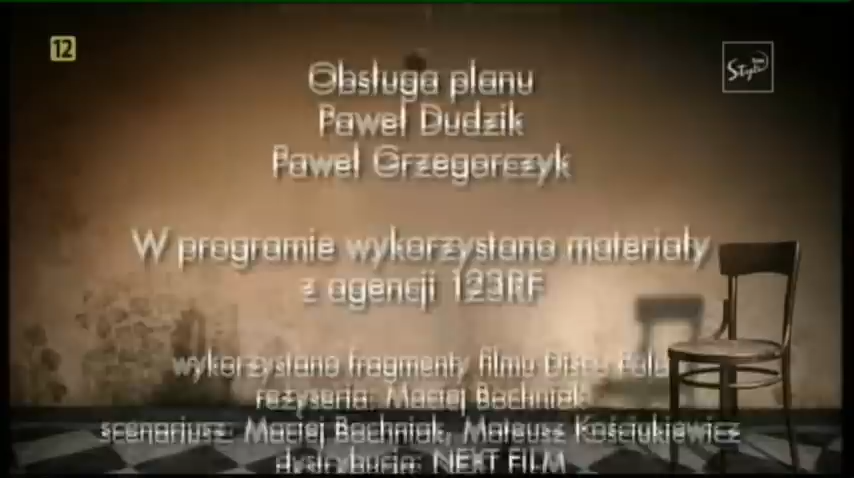 12
Style
Obsługa planu
Paweł Dudzik
Paweł Grzegorczyk
W programie wykorzystano materiały
z agencji 123RF
wykorzystano fragmenty filmu Disco Polo
reżyseria: Maciej Bochniak
scenariusz: Maciej Bochniak, Mateusz Kościukiewicz
dystrybucja: NEXT FILM